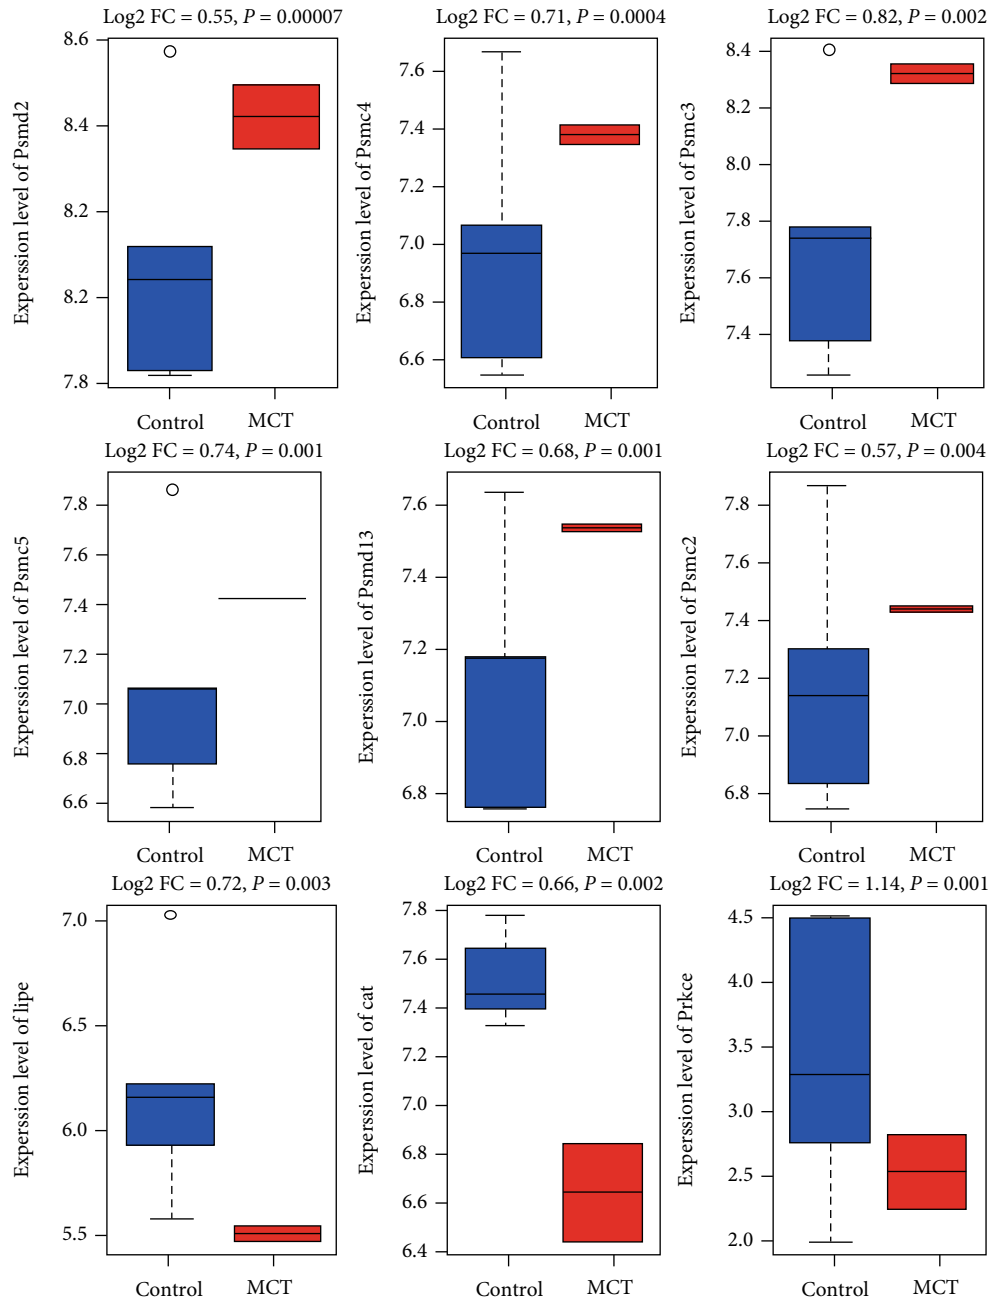 Log2 FC = 0.55, P = 0.00007
Experssion level of Psmd2
8.6
8.4
8.2
8.2
7.8
Control
MCT
Log2 FC = 0.71, P = 0.0004
Experssion level of Psmc4
7.6
7.4
7.2
7.0
6.8
6.6
Control
MCT
Log2 FC = 0.82, P = 0.002
Experssion level of Psmc3
8.4
8.2
8.0
7.8
7.6
7.4
Control
MCT
Log2 FC = 0.74, P = 0.001
Experssion level of Psmc5
7.8
7.6
7.4
7.2
7.0
6.8
6.6
Control
MCT
Log2 FC = 0.68, P = 0.001
Experssion level of Psmd13
7.6
7.4
7.2
7.0
6.8
Control
MCT
Log2 FC = 0.57, P = 0.004
Experssion level of Psmc2
7.8
7.6
7.4
7.2
7.0
6.8
Control
MCT
Log2 FC = 0.72, P = 0.003
Experssion level of lipe
7.0
6.5
6.0
5.5
Control
MCT
Log2 FC = 0.66, P = 0.002
Experssion level of cat
7.8
7.6
7.4
7.2
7.0
6.8
6.6
6.4
Control
MCT
Log2 FC = 1.14, P = 0.001
Experssion level of Prkce
4.5
4.0
3.5
3.0
2.5
2.0
Control
MCT